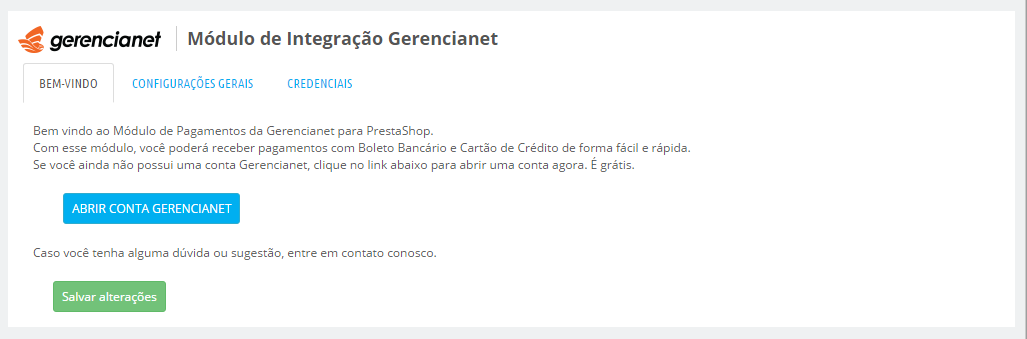 gerencianet
Módulo de Integração Gerencianet
BEM-VINDO
CONFIGURAÇÕES GERAIS
CREDENCIAIS
Bem vindo ao Módulo de Pagamentos da Gerencianet para PrestaShop.
Com esse módulo, você poderá receber pagamentos com Boleto Bancário e Cartão de Crédito de forma fácil e rápida.
Se você ainda não possui uma conta Gerencianet, clique no link abaixo para abrir uma conta agora. É grátis.
ABRIR CONTA GERENCIANET
Caso você tenha alguma dúvida ou sugestão, entre em contato conosco.
Salvar alterações